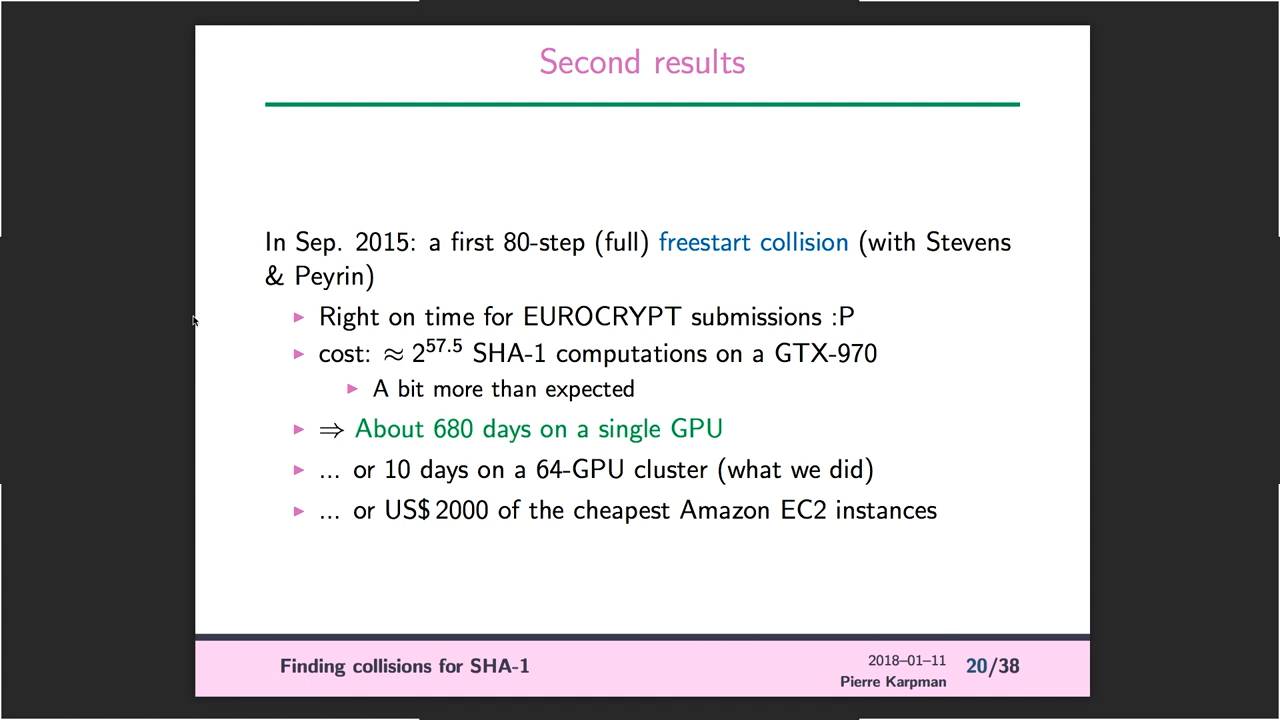 Second results
In Sep. 2015: a first 80-step (full) freestart collision (with Stevens
& Peyrin)
▶ Right on time for EUROCRYPT submissions :P
▶ cost: ≈ 2^57.5 SHA-1 computations on a GTX-970
▶ A bit more than expected
▶ ⇒ About 680 days on a single GPU
▶ ... or 10 days on a 64-GPU cluster (what we did)
▶ ... or US$ 2000 of the cheapest Amazon EC2 instances
Finding collisions for SHA-1
2018–01–11
Pierre Karpman
20/38